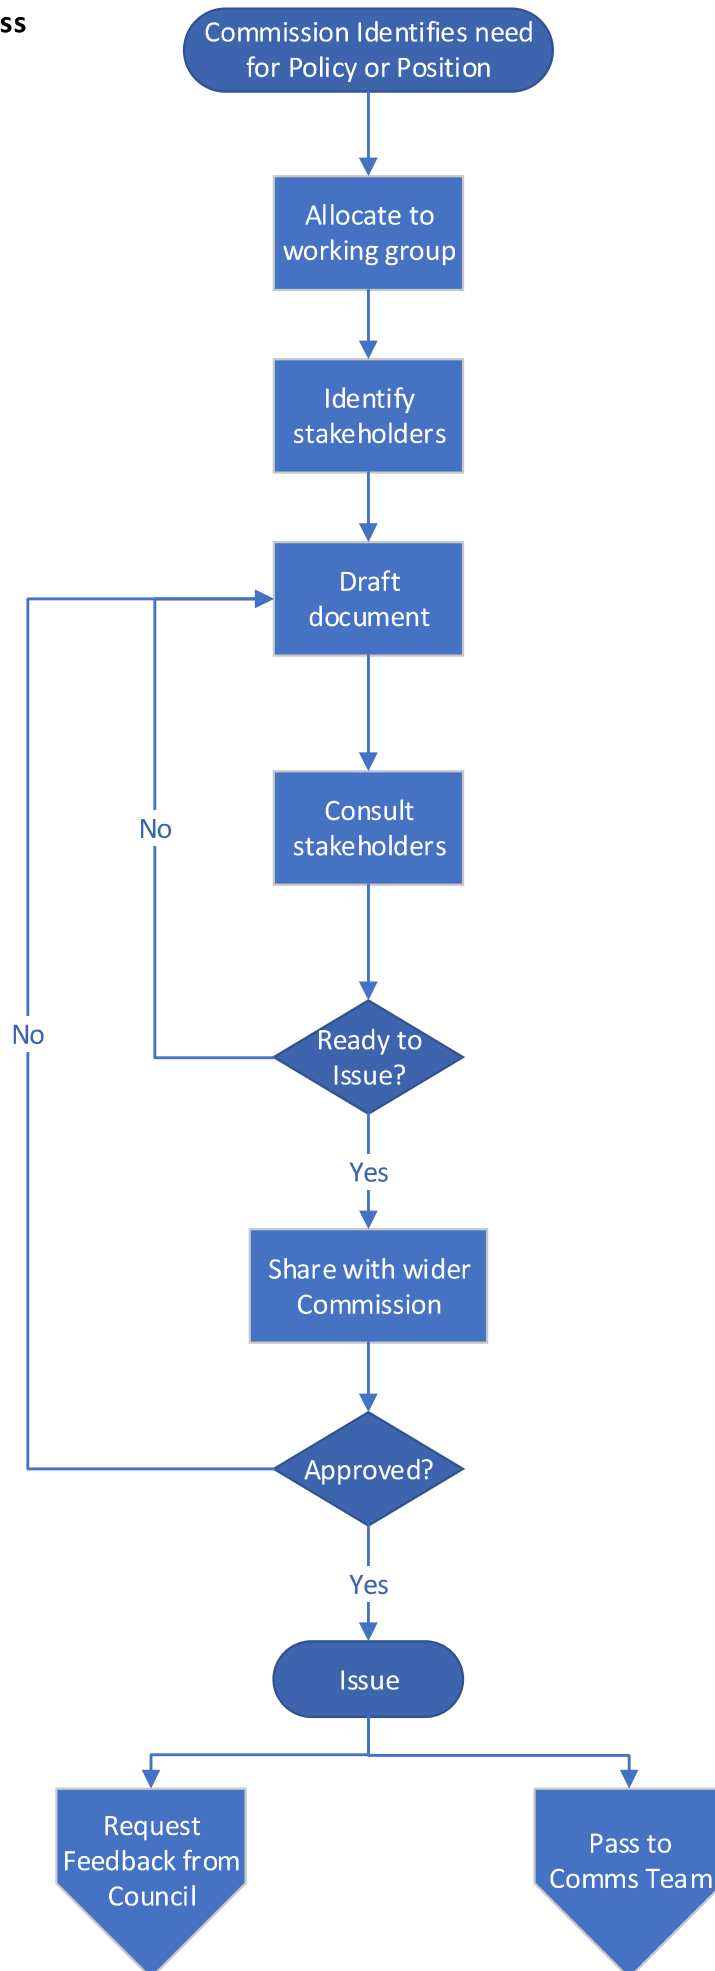 ss
Commission Identifies need
for Policy or Position
Allocate to
working group
Identify
stakeholders
Draft
document
Consult
stakeholders
No
No
Ready to
Issue?
Yes
Share with wider
Commission
Approved?
Yes
Issue
Request
Feedback from
Council
Pass to
Comms Team